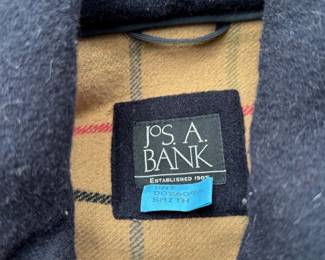 JOS. A.
BANK
ESTABLISHED 1905
SMITH